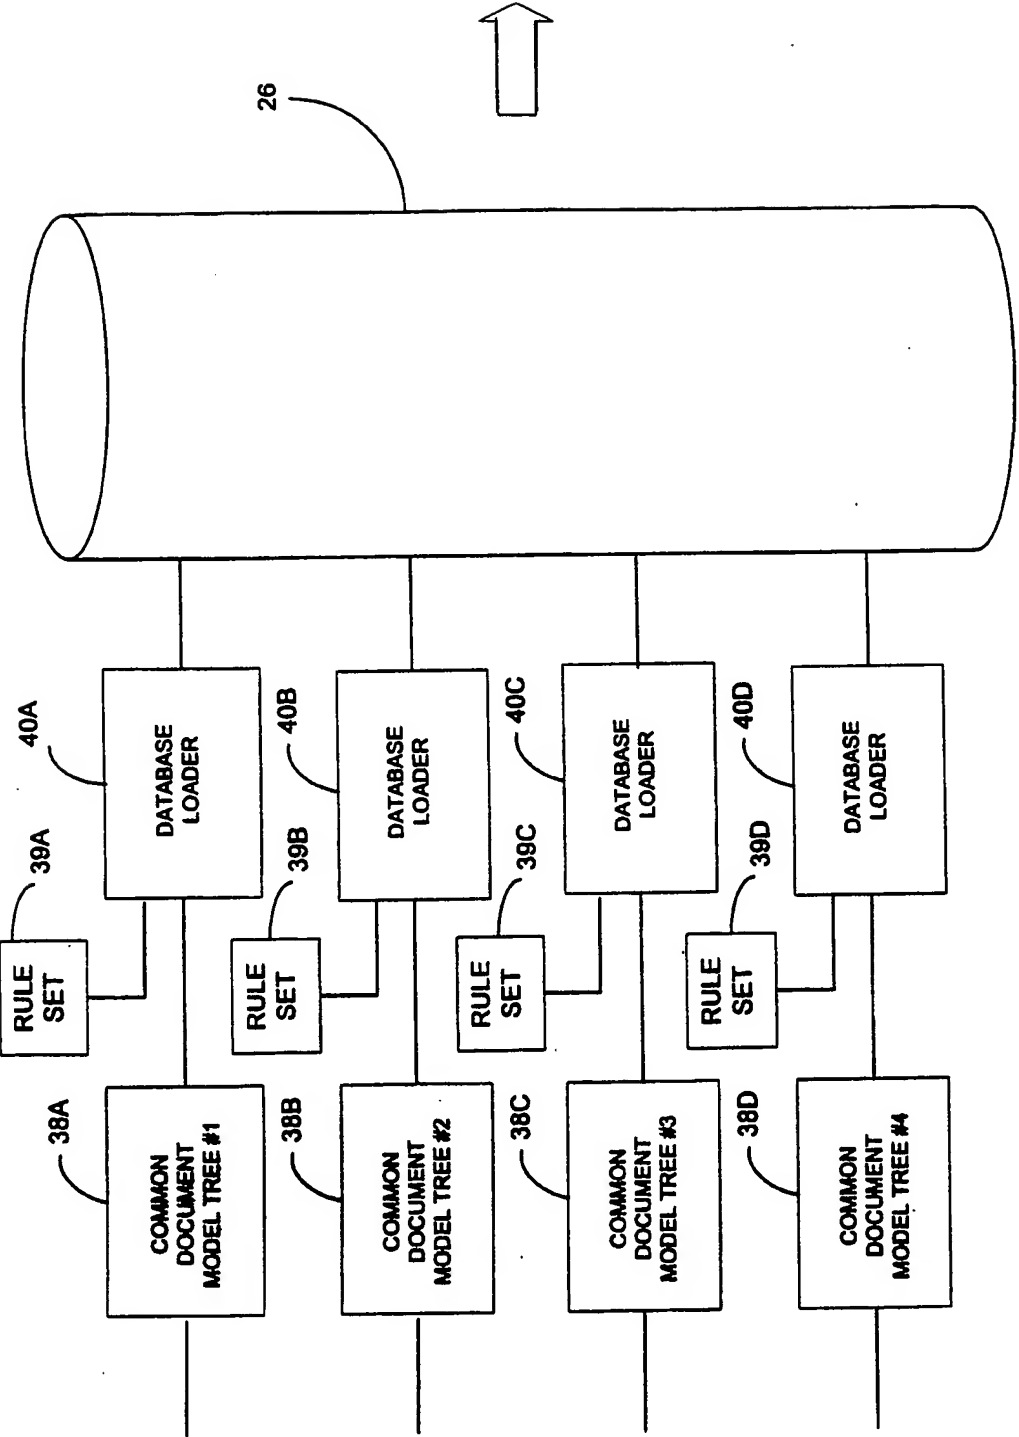 38A
COMMON
DOCUMENT
MODEL TREE #1
39A
RULE
SET
40A
DATABASE
LOADER
38B
COMMON
DOCUMENT
MODEL TREE #2
39B
RULE
SET
40B
DATABASE
LOADER
38C
COMMON
DOCUMENT
MODEL TREE #3
39C
RULE
SET
40C
DATABASE
LOADER
38D
COMMON
DOCUMENT
MODEL TREE #4
39D
RULE
SET
40D
DATABASE
LOADER
26